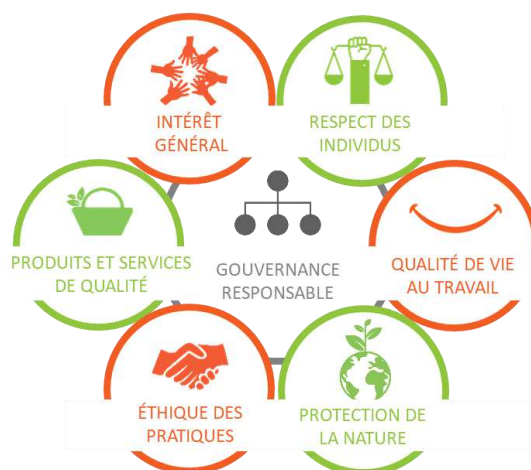 INTÉRÊT
GÉNÉRAL
RESPECT DES
INDIVIDUS
PRODUITS ET SERVICES
DE QUALITÉ
GOUVERNANCE
RESPONSABLE
QUALITÉ DE VIE
AU TRAVAIL
ÉTHIQUE DES
PRATIQUES
PROTECTION DE
LA NATURE